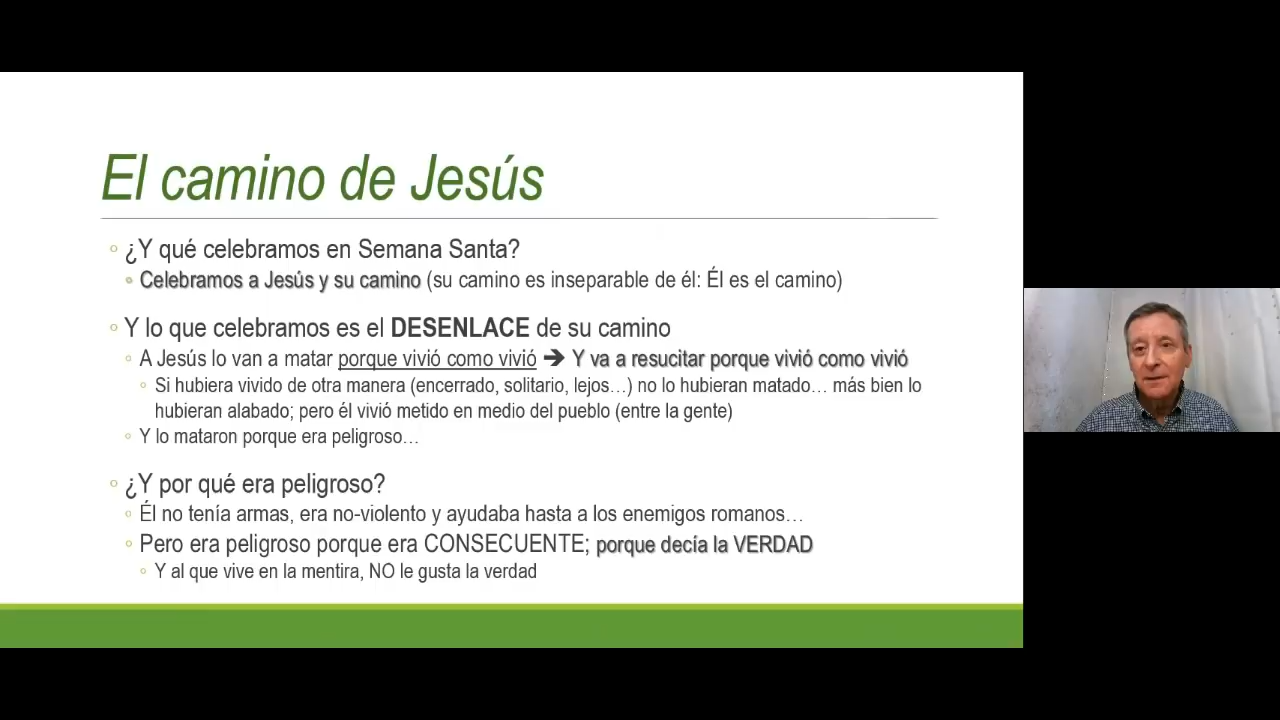 El camino de Jesús
¿Y qué celebramos en Semana Santa?
Celebramos a Jesús y su camino (su camino es inseparable de él: Él es el camino)
Y lo que celebramos es el DESENLACE de su camino
A Jesús lo van a matar porque vivió como vivió ➔ Y va a resucitar porque vivió como vivió
Si hubiera vivido de otra manera (encerrado, solitario, lejos…) no lo hubieran matado… más bien lo
hubieran alabado; pero él vivió metido en medio del pueblo (entre la gente)
Y lo mataron porque era peligroso…
¿Y por qué era peligroso?
Él no tenía armas, era no-violento y ayudaba hasta a los enemigos romanos…
Pero era peligroso porque era CONSECUENTE; porque decía la VERDAD
Y al que vive en la mentira, NO le gusta la verdad